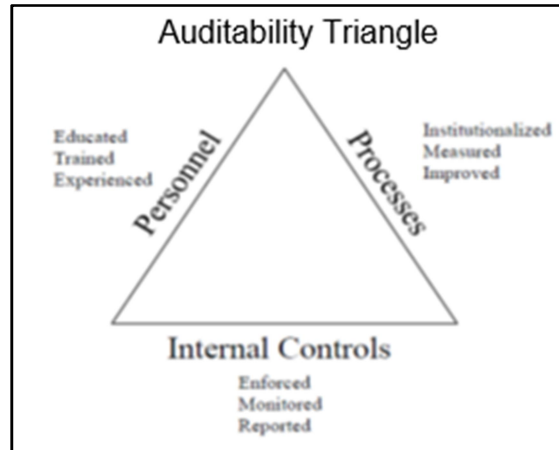 Auditability Triangle
Educated
Trained
Experienced
Personnel
Processes
Institutionalized
Measured
Improved
Internal Controls
Enforced
Monitored
Reported